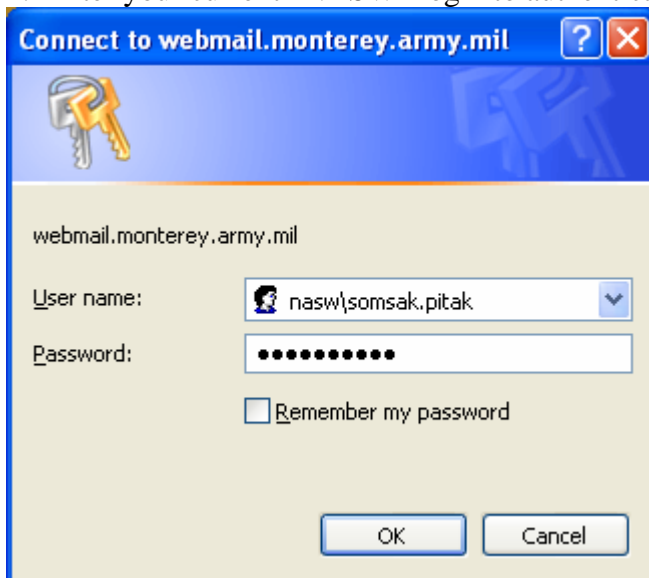 Connect to webmail.monterey.army.mil
webmail.monterey.army.mil
User name: nasw\somsak.pitak
Password: ●●●●●●●●●●
Remember my password
OK Cancel